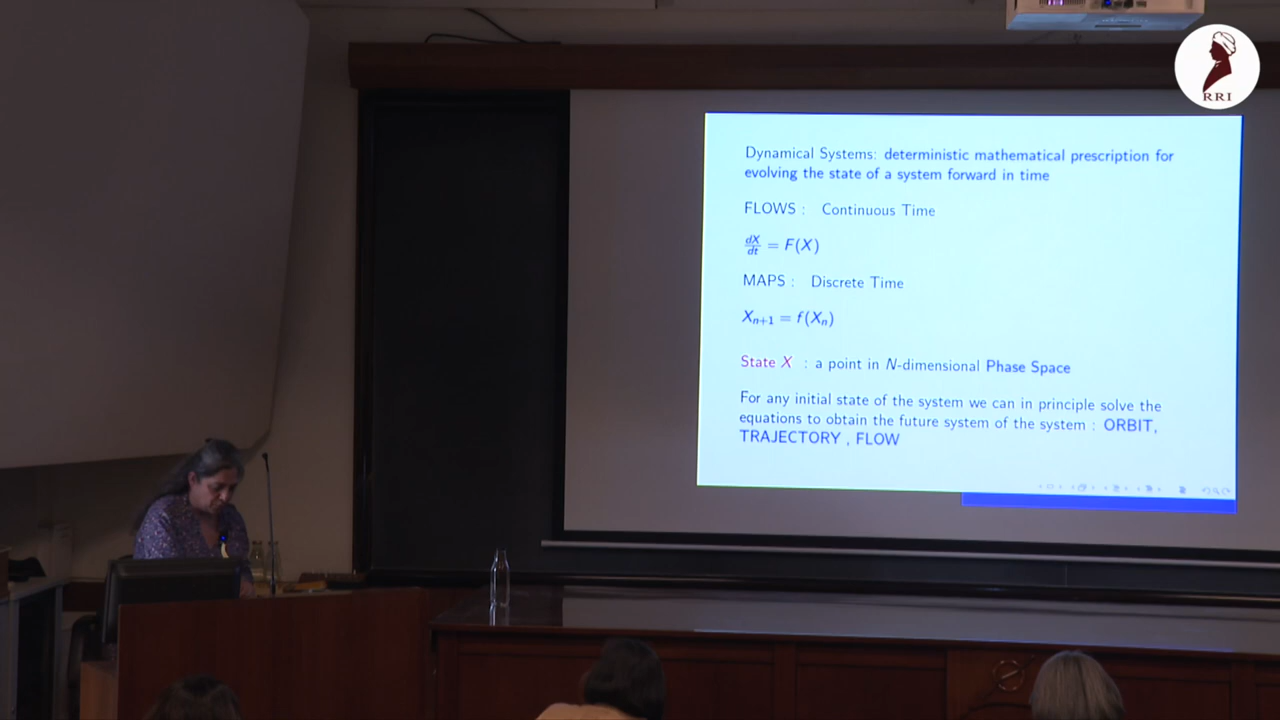 RRI
Dynamical Systems: deterministic mathematical prescription for
evolving the state of a system forward in time
FLOWS : Continuous Time
dX/dt = F(X)
MAPS : Discrete Time
Xn+1 = f(Xn)
State X : a point in N-dimensional Phase Space
For any initial state of the system we can in principle solve the
equations to obtain the future system of the system : ORBIT,
TRAJECTORY , FLOW